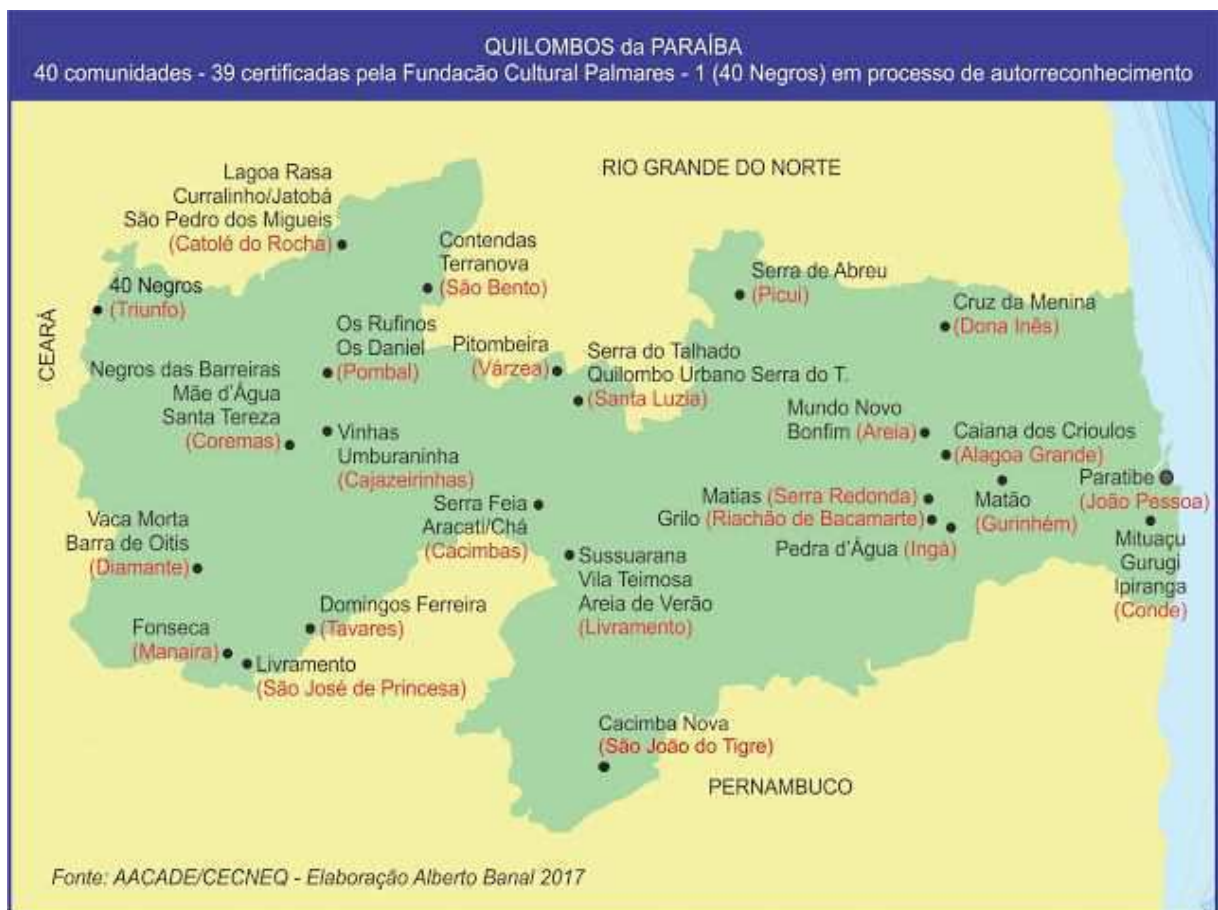 QUILOMBOS da PARAÍBA
40 comunidades - 39 certificadas pela Fundacão Cultural Palmares - 1 (40 Negros) em processo de autorreconhecimento
RIO GRANDE DO NORTE
CEARÁ
PERNAMBUCO
Lagoa Rasa
Curralinho/Jatobá
São Pedro dos Migueis
(Catolé do Rocha)
Contendas
Terranova
(São Bento)
40 Negros
(Triunfo)
Os Rufinos
Os Daniel
(Pombal)
Pitombeira
(Várzea)
Serra do Talhado
Quilombo Urbano Serra do T.
(Santa Luzia)
Serra de Abreu
(Picui)
Cruz da Menina
(Dona Inês)
Negros das Barreiras
Mãe d'Água
Santa Tereza
(Coremas)
Vinhas
Umburaninha
(Cajazeirinhas)
Mundo Novo
Bonfim (Areia)
Caiana dos Crioulos
(Alagoa Grande)
Paratibe
(João Pessoa)
Matias (Serra Redonda)
Grilo (Riachão de Bacamarte)
Pedra d'Água (Ingá)
Matão
(Gurinhém)
Mituaçu
Gurugi
Ipiranga
(Conde)
Serra Feia
Aracati/Chá
(Cacimbas)
Vaca Morta
Barra de Oitis
(Diamante)
Sussuarana
Vila Teimosa
Areia de Verão
(Livramento)
Domingos Ferreira
(Tavares)
Fonseca
(Manaira)
Livramento
(São José de Princesa)
Cacimba Nova
(São João do Tigre)
Fonte: AACADE/CECNEQ - Elaboração Alberto Banal 2017